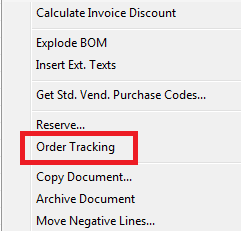 Calculate Invoice Discount
Explode BOM
Insert Ext. Texts
Get Std. Vend. Purchase Codes...
Reserve...
Order Tracking
Copy Document...
Archive Document
Move Negative Lines...